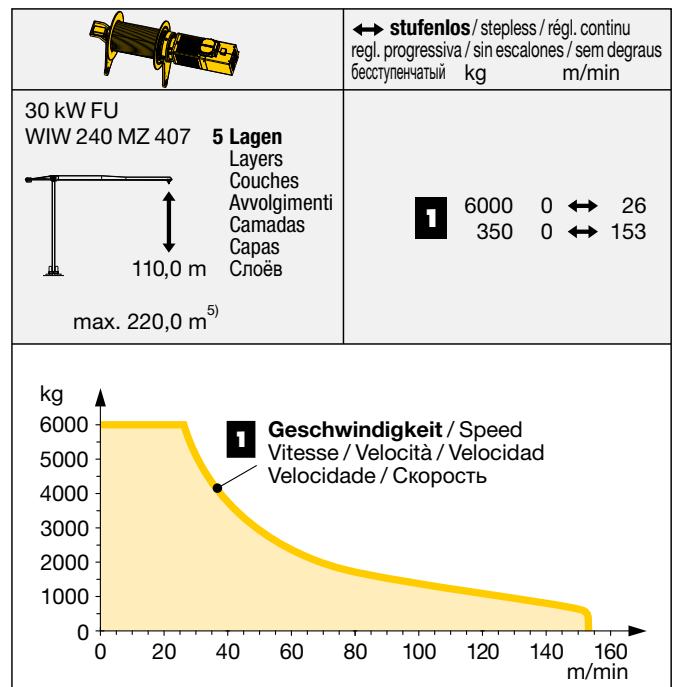 ↔ stufenlos / stepless / régl. continu
regl. progressiva / sin escalones / sem degraus
бесступенчатый kg m/min
30 kW FU
WIW 240 MZ 407 5 Lagen
Layers
Couches
Avvolgimenti
Camadas
Capas
Слоёв
110,0 m
max. 220,0 m 5)
1 6000 0 ↔ 26
350 0 ↔ 153
kg
6000
5000
4000
3000
2000
1000
0
1 Geschwindigkeit / Speed
Vitesse / Velocità / Velocidad
Velocidade / Скорость
0 20 40 60 80 100 120 140 160
m/min